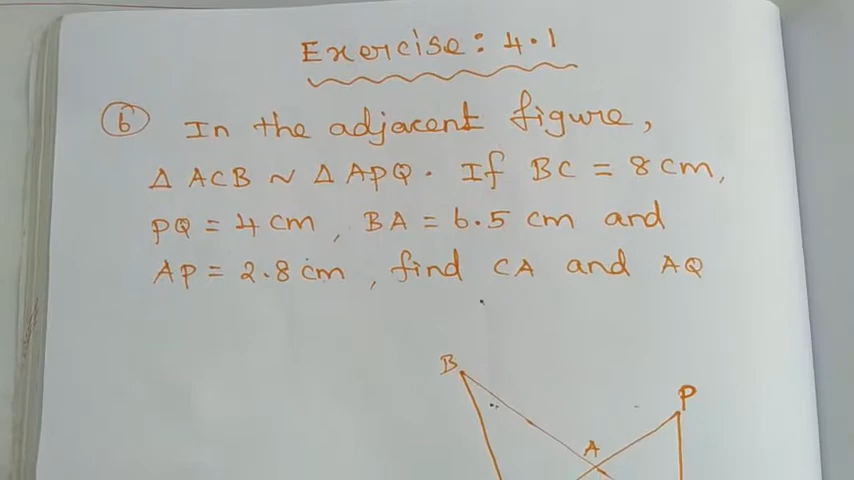 Exercise: 4.1
6 In the adjacent figure,
Δ ACB ~ Δ APQ. If BC = 8 cm,
PQ = 4 cm, BA = 6.5 cm and
AP = 2.8 cm, find CA and AQ
B
P
A